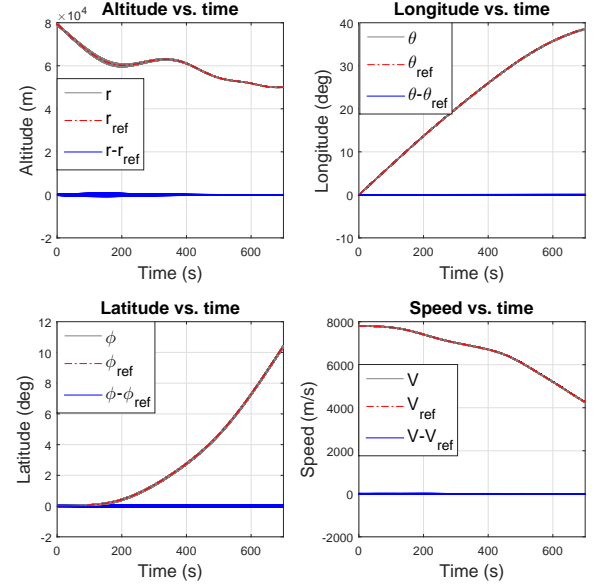 Altitude vs. time
×10⁴
8
6
4
2
0
-2
0 200 400 600
Altitude (m)
Time (s)
r
r_ref
r-r_ref
Longitude vs. time
40
30
20
10
0
-10
0 200 400 600
Longitude (deg)
Time (s)
θ
θ_ref
θ-θ_ref
Latitude vs. time
12
10
8
6
4
2
0
-2
0 200 400 600
Latitude (deg)
Time (s)
ϕ
ϕ_ref
ϕ-ϕ_ref
Speed vs. time
8000
6000
4000
2000
0
-2000
0 200 400 600
Speed (m/s)
Time (s)
V
V_ref
V-V_ref